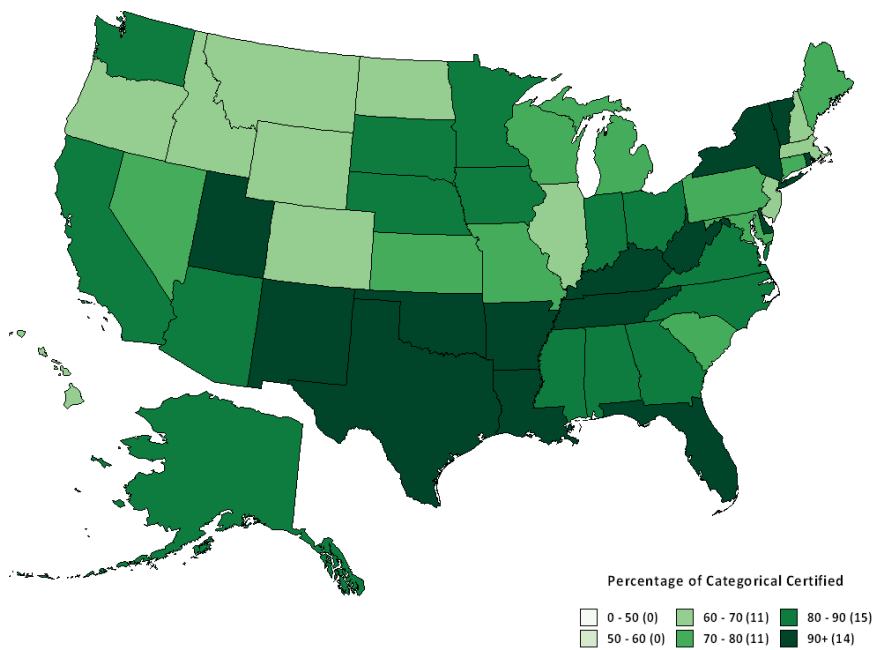 Percentage of Categorical Certified
0 - 50 (0) 60 - 70 (11) 80 - 90 (15)
50 - 60 (0) 70 - 80 (11) 90+ (14)